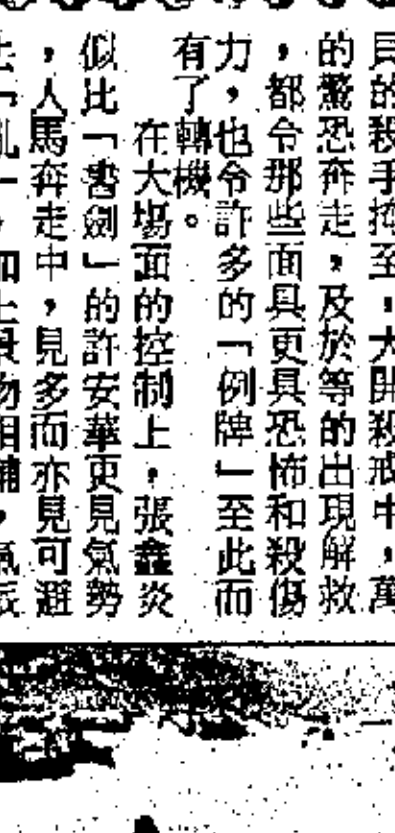 的殺手掩至，大開殺戒中，萬
的驚恐奔走，及於等的出現解救
，都令那些面具更具恐怖和殺傷
力，也令許多的「例牌」至此而
有了轉機。
在大場面的控制上，張鑫炎
似比「書劍」的許安華更見氣勢
，人馬奔走中，見多而亦見可避